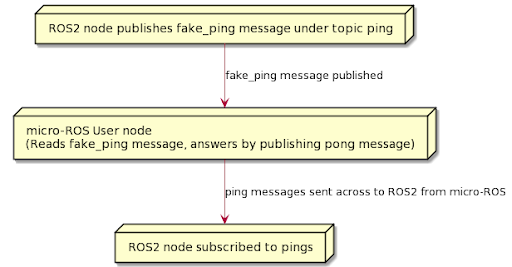 ROS2 node publishes fake_ping message under topic ping
fake_ping message published
micro-ROS User node
(Reads fake_ping message, answers by publishing pong message)
ping messages sent across to ROS2 from micro-ROS
ROS2 node subscribed to pings